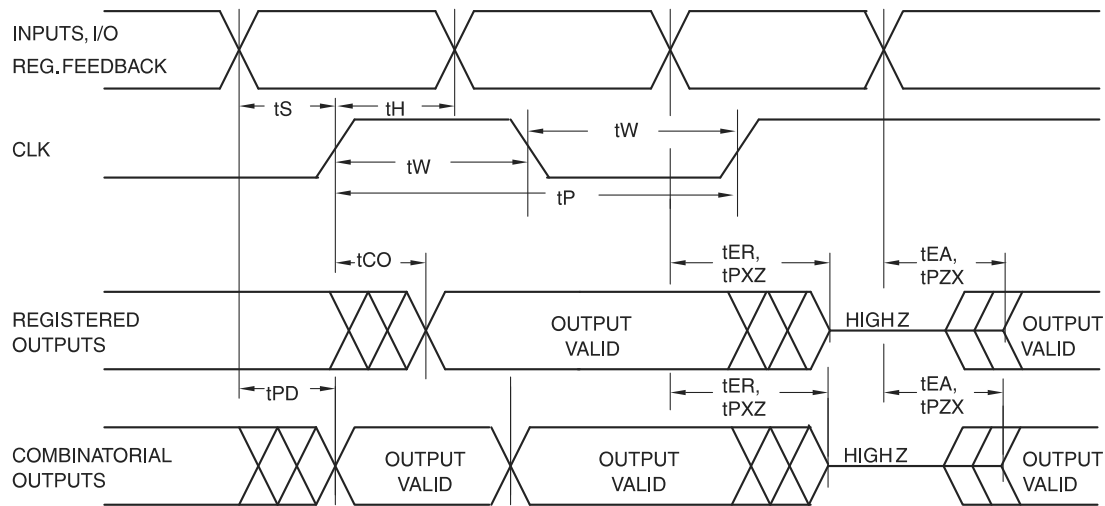 INPUTS, I/O
REG. FEEDBACK
tS
tH
CLK
tW
tW
tP
tCO
tER,
tPXZ
tEA,
tPZX
REGISTERED
OUTPUTS
OUTPUT
VALID
HIGH Z
OUTPUT
VALID
tPD
tER,
tPXZ
tEA,
tPZX
COMBINATORIAL
OUTPUTS
OUTPUT
VALID
OUTPUT
VALID
HIGH Z
OUTPUT
VALID